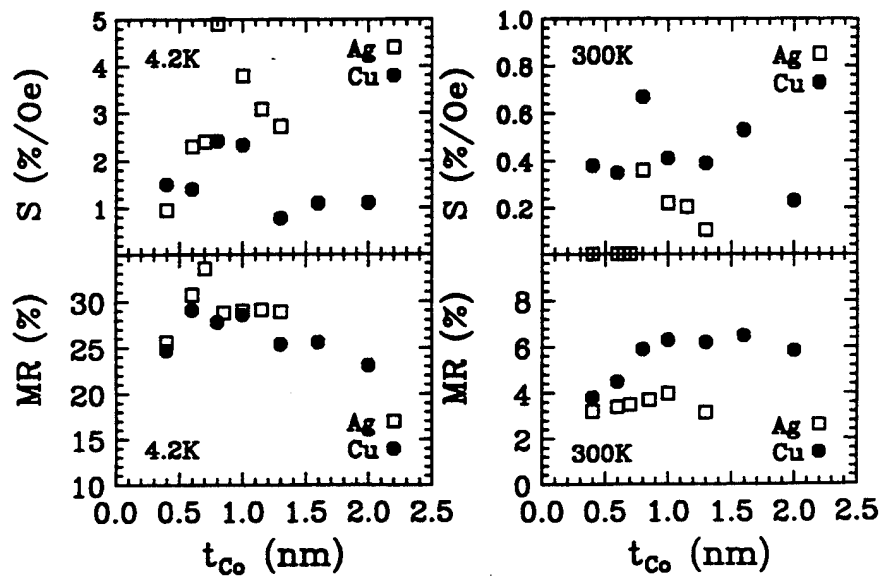 5
4
3
2
1
S (%/Oe)
4.2K
Ag
Cu
1.0
0.8
0.6
0.4
0.2
S (%/Oe)
300K
Ag
Cu
30
25
20
15
10
MR (%)
Ag
Cu
4.2K
8
6
4
2
0
MR (%)
Ag
Cu
300K
0.0 0.5 1.0 1.5 2.0 2.5
t_Co (nm)
0.0 0.5 1.0 1.5 2.0 2.5
t_Co (nm)